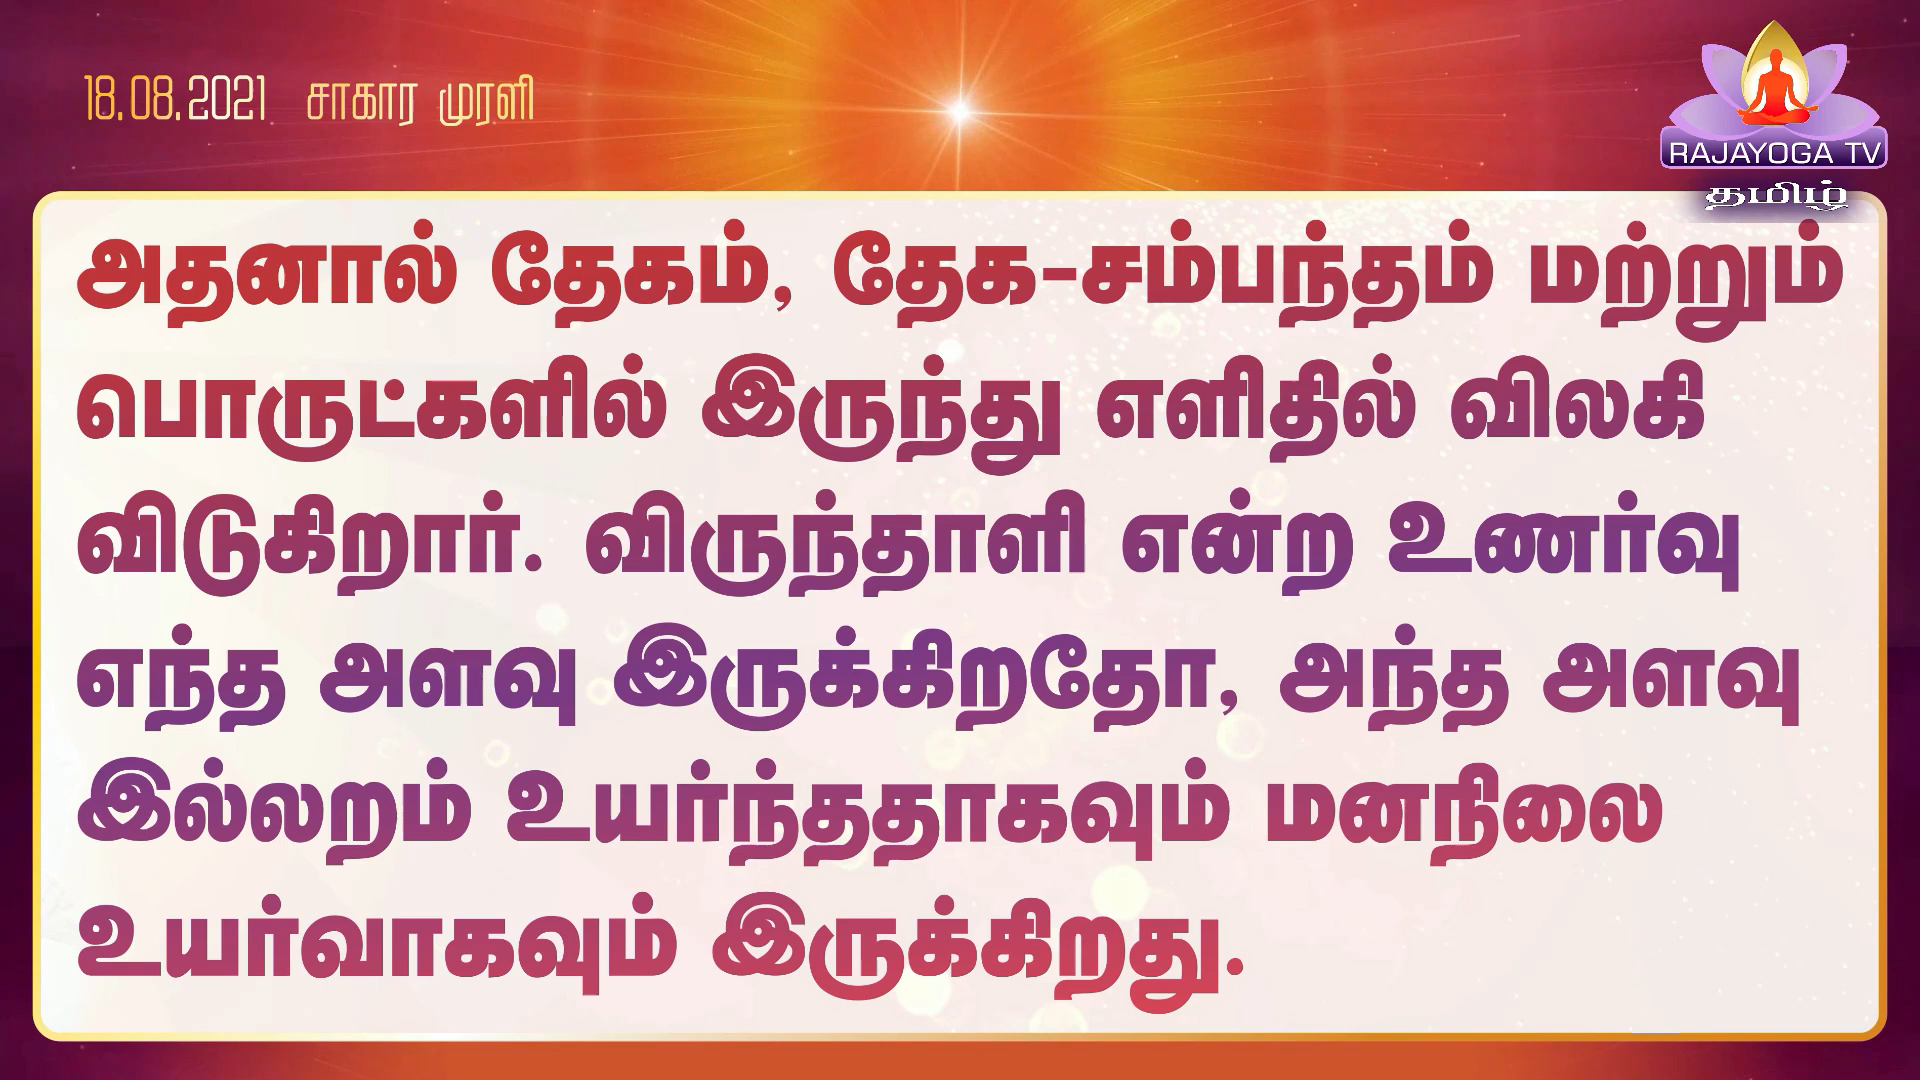 18.08.2021 சாகார முரளி
RAJAYOGA TV
தமிழ்
அதனால் தேகம், தேக-சம்பந்தம் மற்றும்
பொருட்களில் இருந்து எளிதில் விலகி
விடுகிறார். விருந்தாளி என்ற உணர்வு
எந்த அளவு இருக்கிறதோ, அந்த அளவு
இல்லறம் உயர்ந்ததாகவும் மனநிலை
உயர்வாகவும் இருக்கிறது.